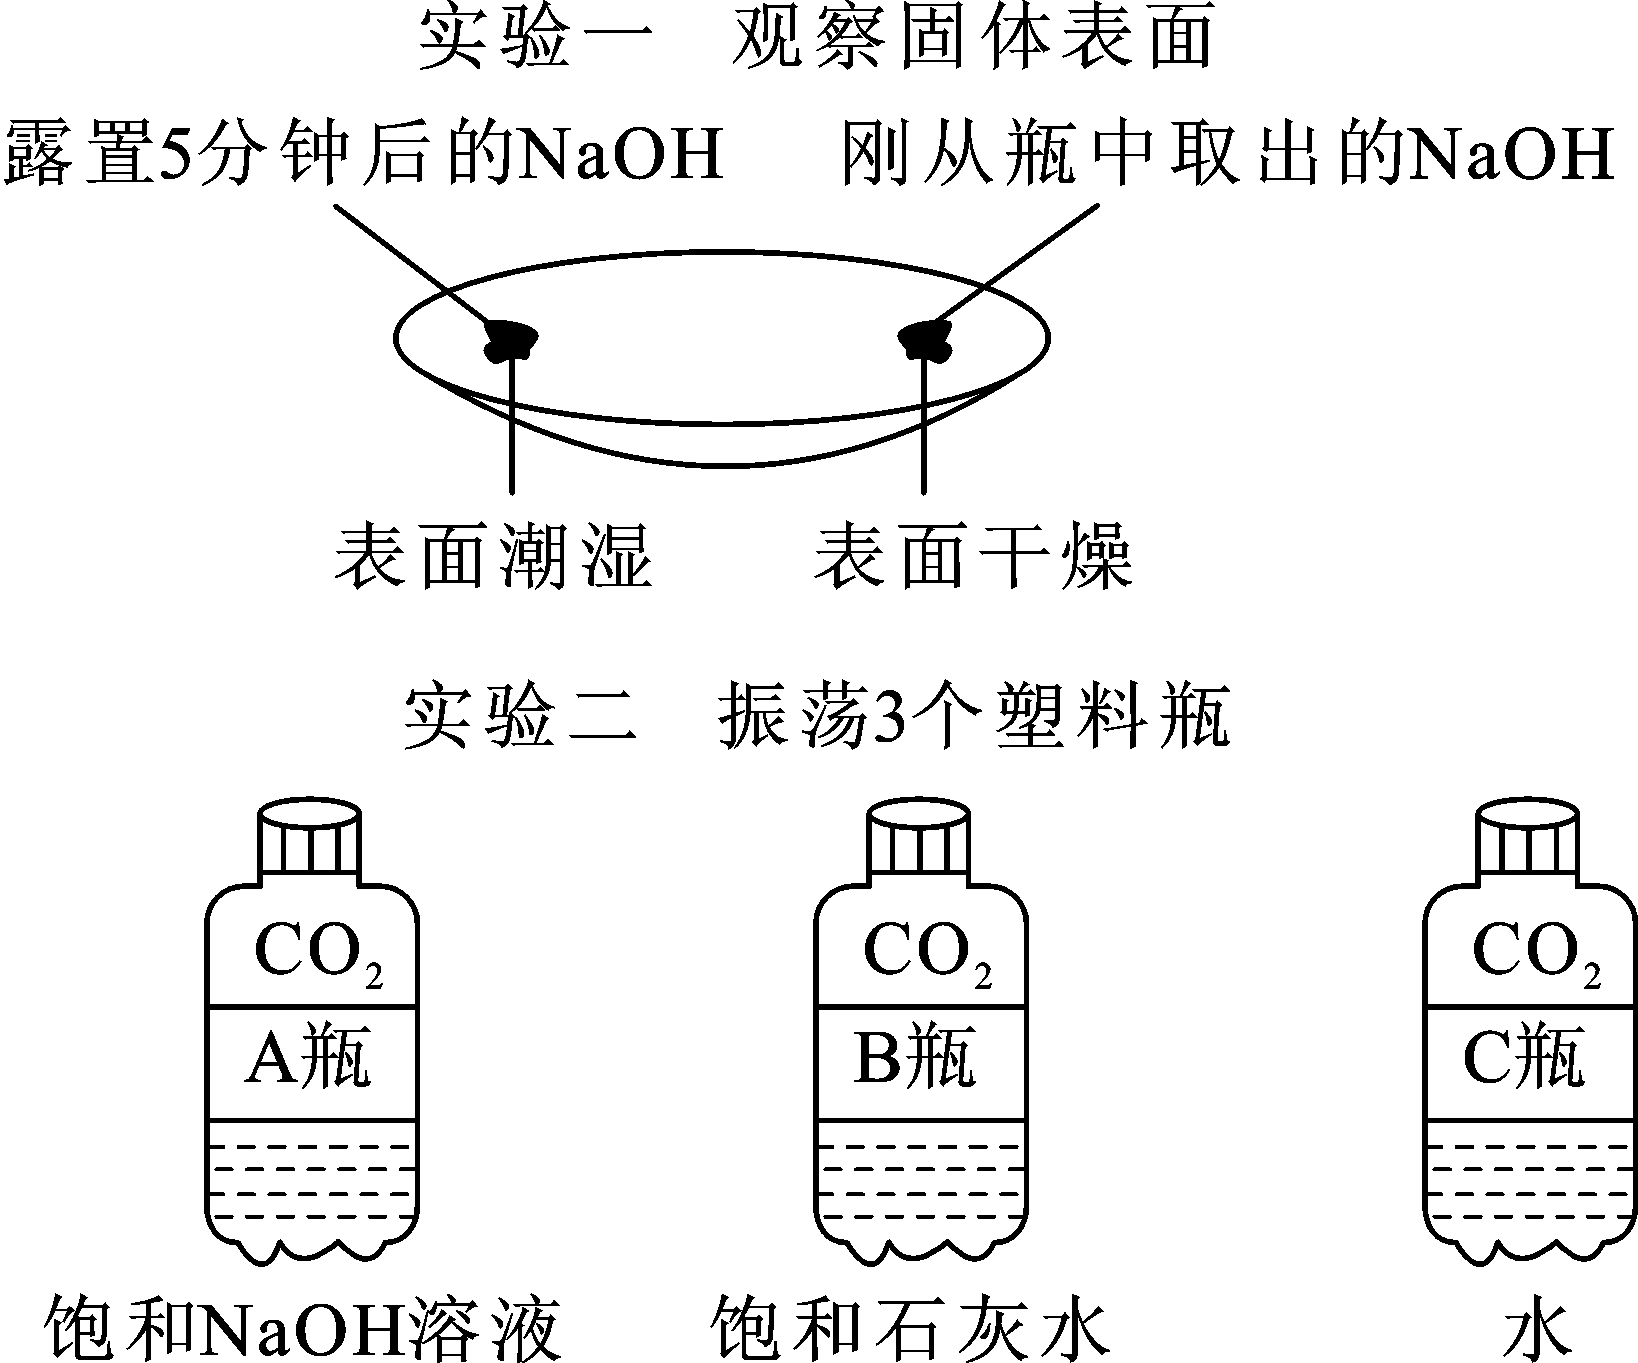 实验一 观察固体表面
露置5分钟后的NaOH 刚从瓶中取出的NaOH
表面潮湿 表面干燥
实验二 振荡3个塑料瓶
CO₂ CO₂ CO₂
A瓶 B瓶 C瓶
饱和NaOH溶液 饱和石灰水 水